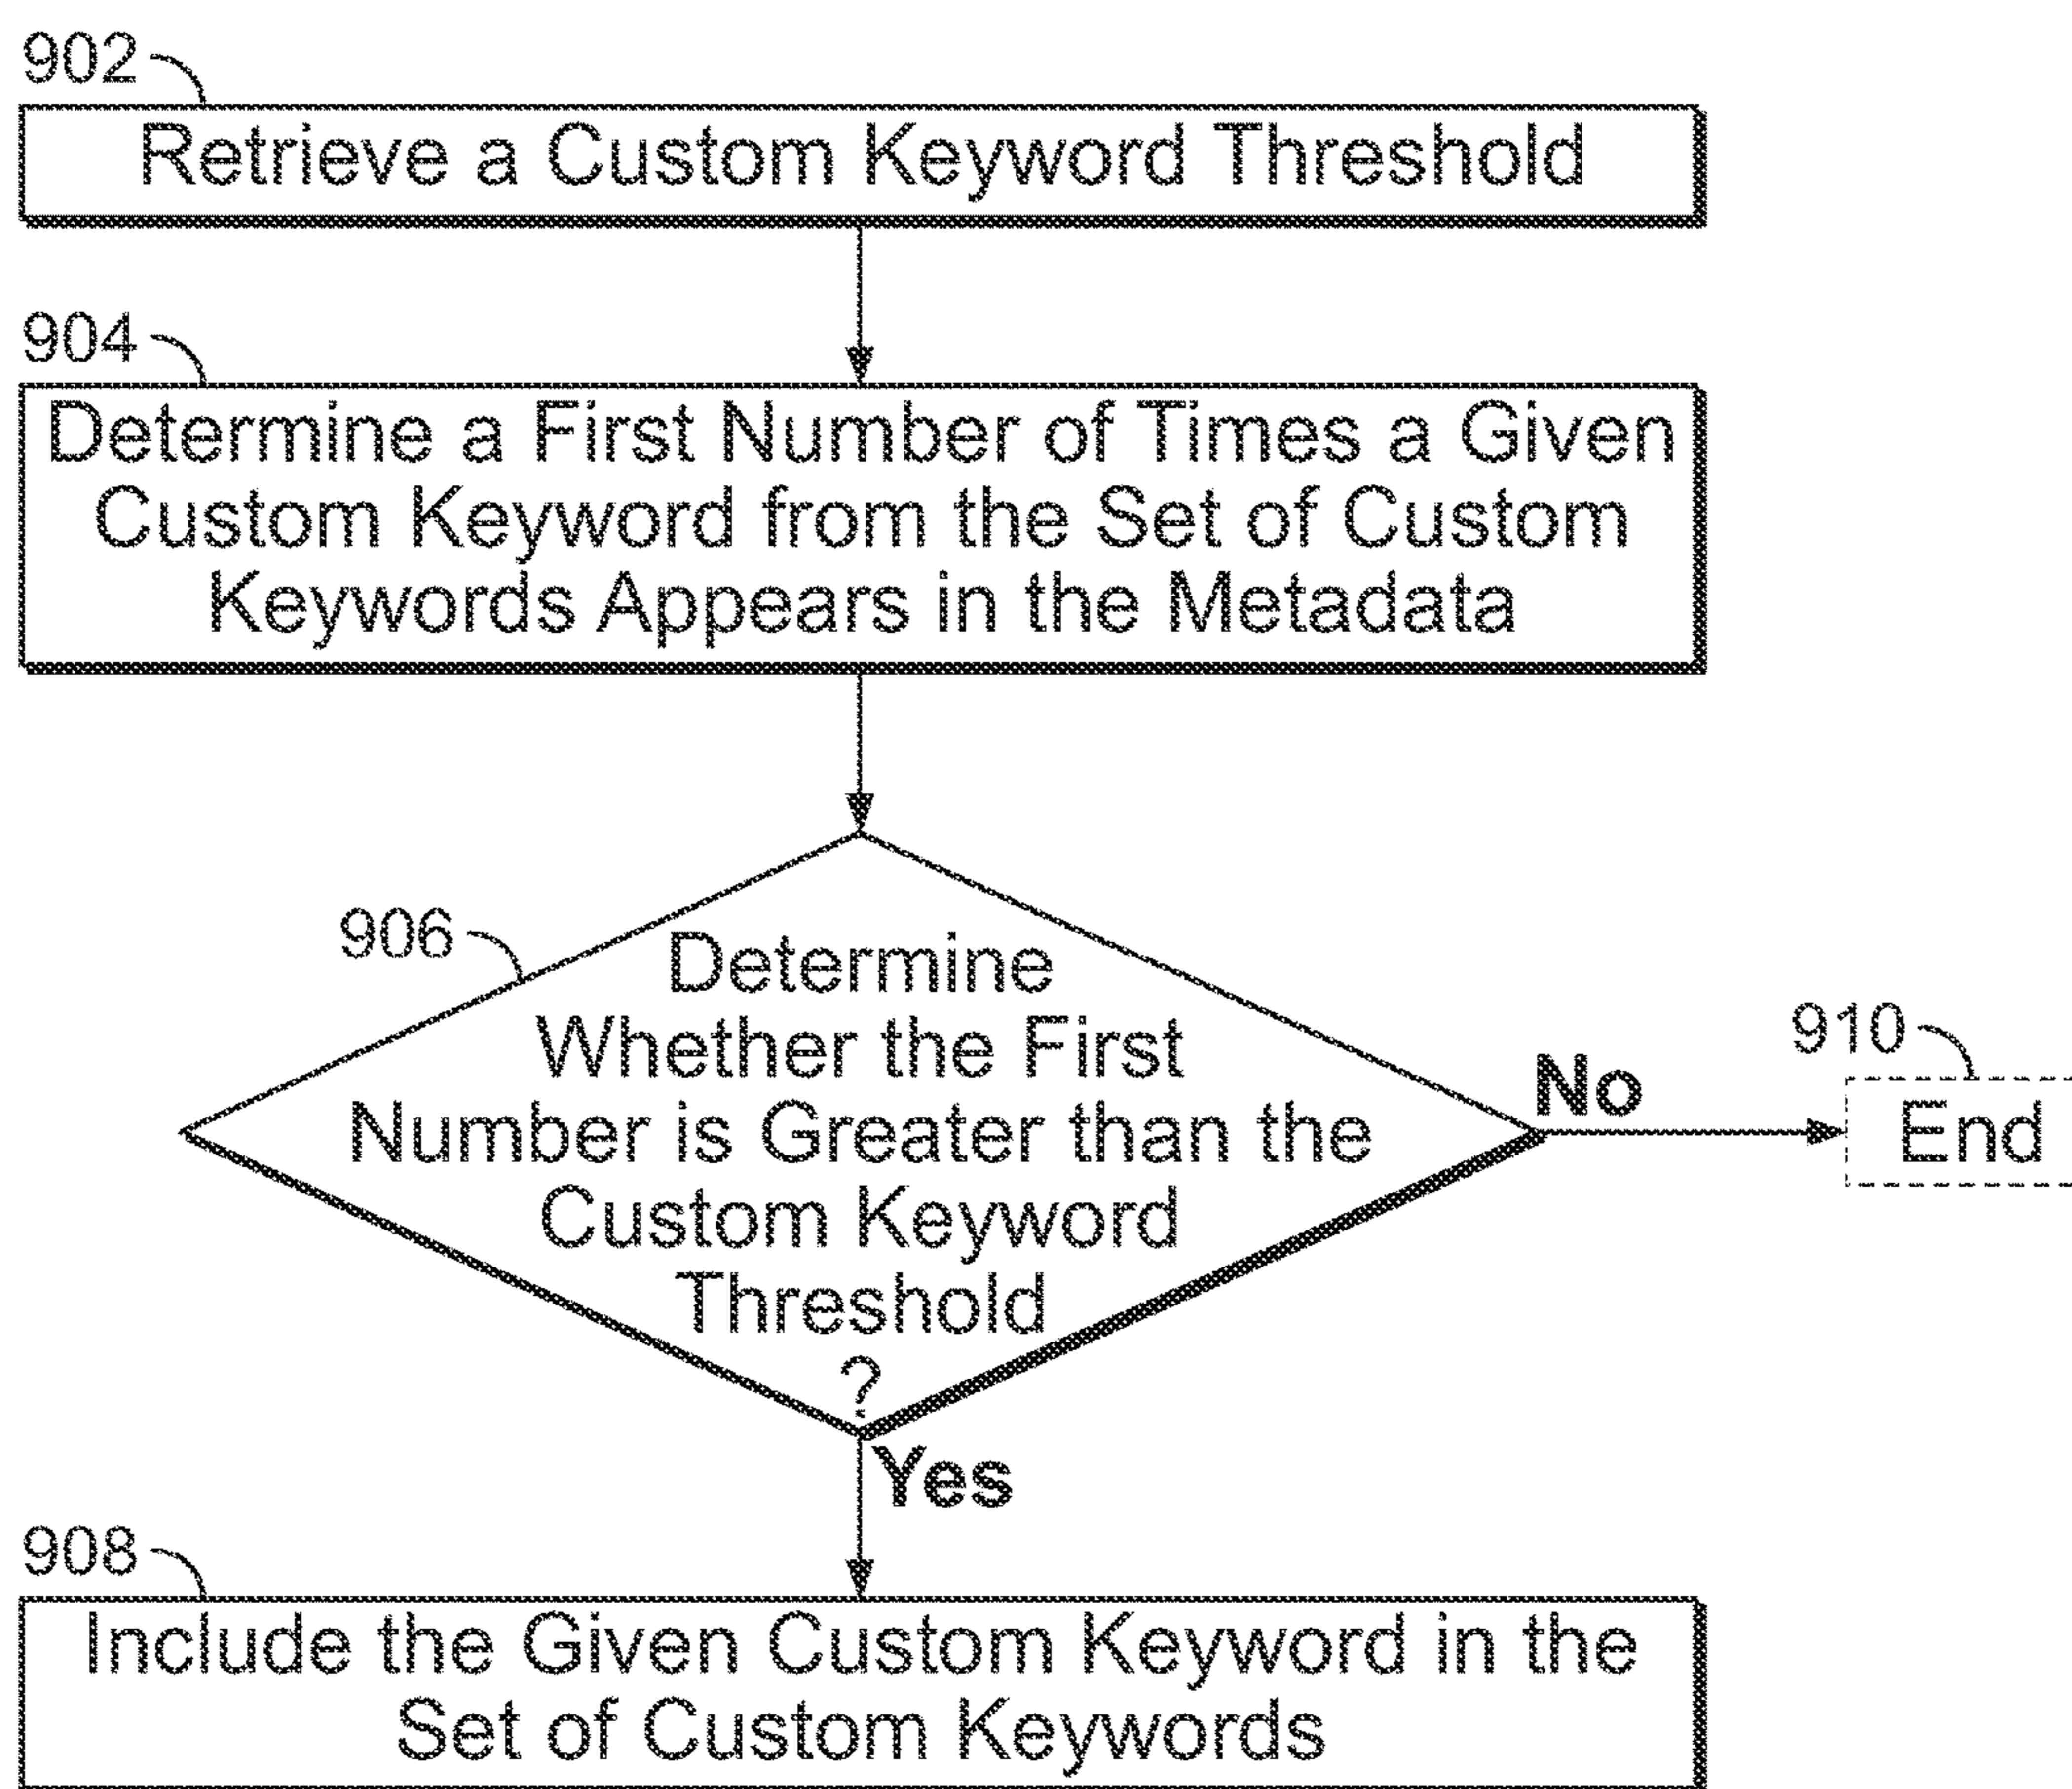 902
Retrieve a Custom Keyword Threshold
904
Determine a First Number of Times a Given
Custom Keyword from the Set of Custom
Keywords Appears in the Metadata
906
Determine
Whether the First
Number is Greater than the
Custom Keyword
Threshold
?
No
910
End
Yes
908
Include the Given Custom Keyword in the
Set of Custom Keywords